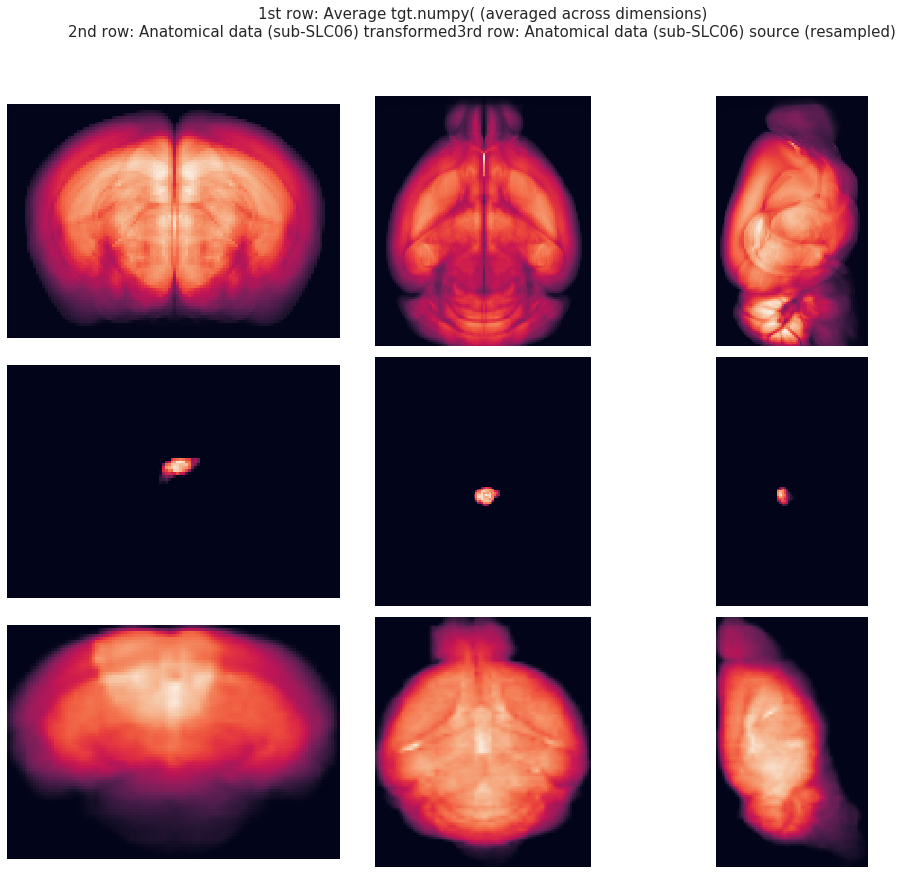 1st row: Average tgt.numpy( (averaged across dimensions)
2nd row: Anatomical data (sub-SLC06) transformed3rd row: Anatomical data (sub-SLC06) source (resampled)